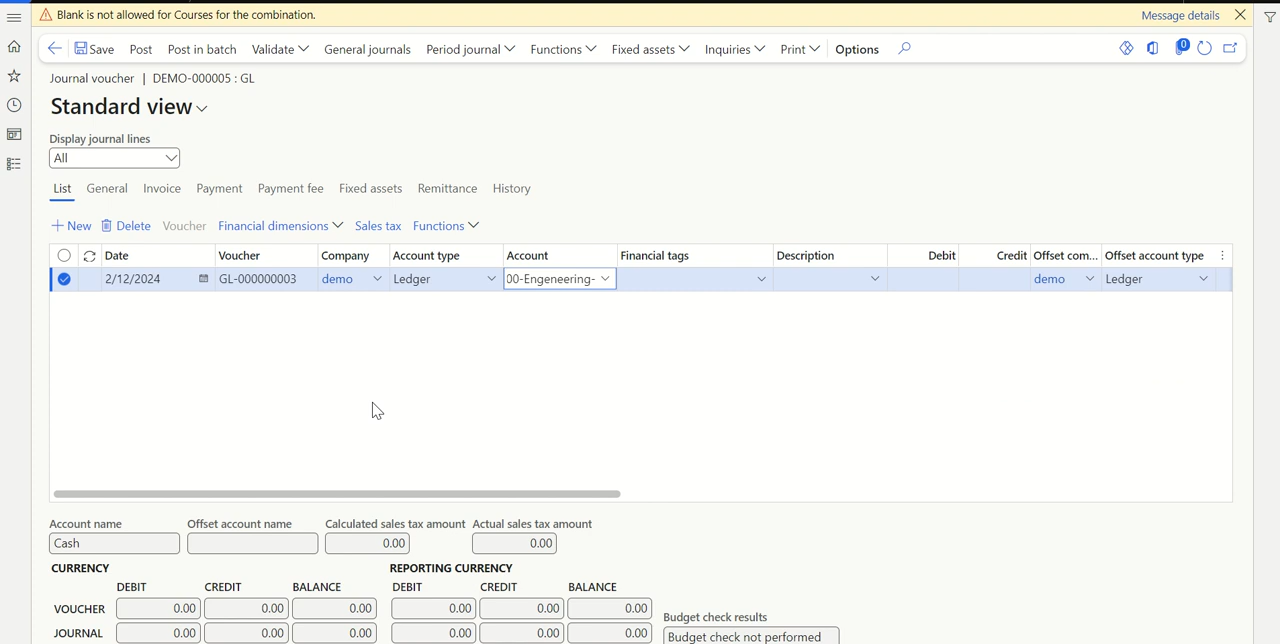 Blank is not allowed for Courses for the combination. Message details
Save Post Post in batch Validate General journals Period journal Functions Fixed assets Inquiries Print Options 0
Journal voucher | DEMO-000005 : GL
Standard view
Display journal lines
All
List General Invoice Payment Payment fee Fixed assets Remittance History
New Delete Voucher Financial dimensions Sales tax Functions
Date Voucher Company Account type Account Financial tags Description Debit Credit Offset com... Offset account type
2/12/2024 GL-000000003 demo Ledger 00-Engeneering- demo Ledger
Account name Offset account name Calculated sales tax amount Actual sales tax amount
Cash 0.00 0.00
CURRENCY REPORTING CURRENCY
DEBIT CREDIT BALANCE DEBIT CREDIT BALANCE
VOUCHER 0.00 0.00 0.00 0.00 0.00 0.00 Budget check results
JOURNAL 0.00 0.00 0.00 0.00 0.00 0.00 Budget check not performed